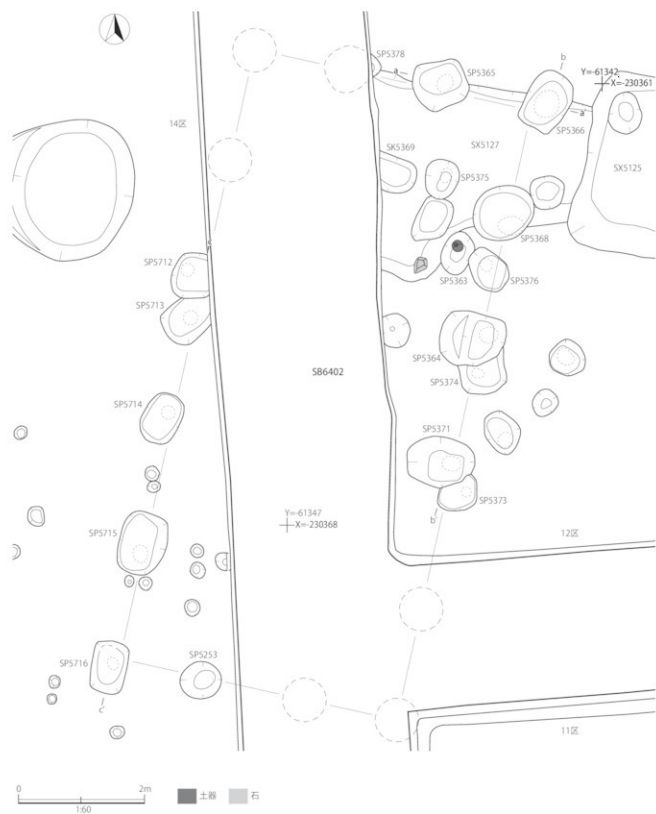 SP5378
a
SP5365
b
Y=-61342
X=-230361
a'
SP5366
14区
SX5127
SK5369
SP5375
SX5125
c
SP5368
SP5712
SP5363
SP5376
SP5713
SP5364
SB6402
SP5374
SP5714
SP5371
SP5373
b'
Y=-61347
X=-230368
SP5715
12区
SP5716
SP5253
c'
11区
0
2m
1:60
土器
石